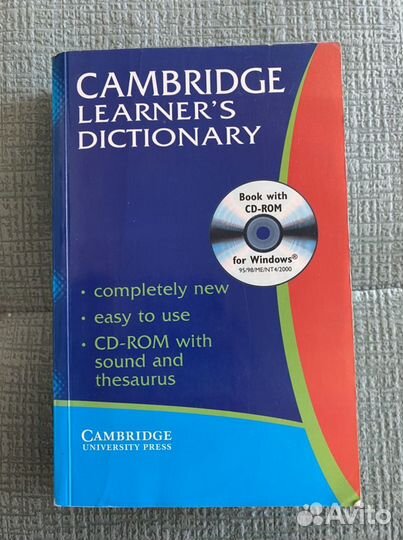 CAMBRIDGE
LEARNER'S
DICTIONARY
Book with
CD-ROM
for Windows®
95/98/ME/NT4/2000
• completely new
• easy to use
• CD-ROM with
sound and
thesaurus
CAMBRIDGE
UNIVERSITY PRESS
Avito